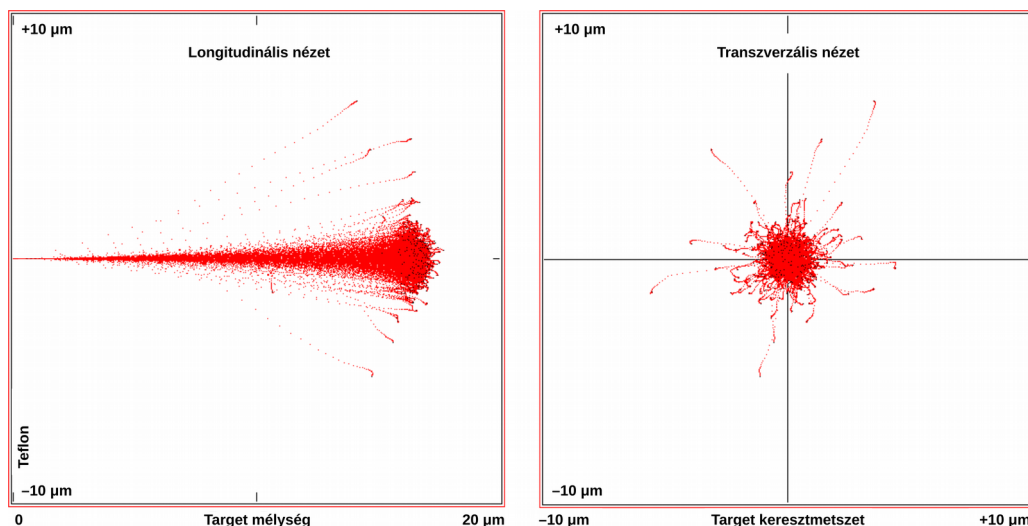 +10 µm
Longitudinális nézet
Teflon
–10 µm
0 Target mélység 20 µm
+10 µm
Transzverzális nézet
–10 µm
–10 µm Target keresztmetszet +10 µm